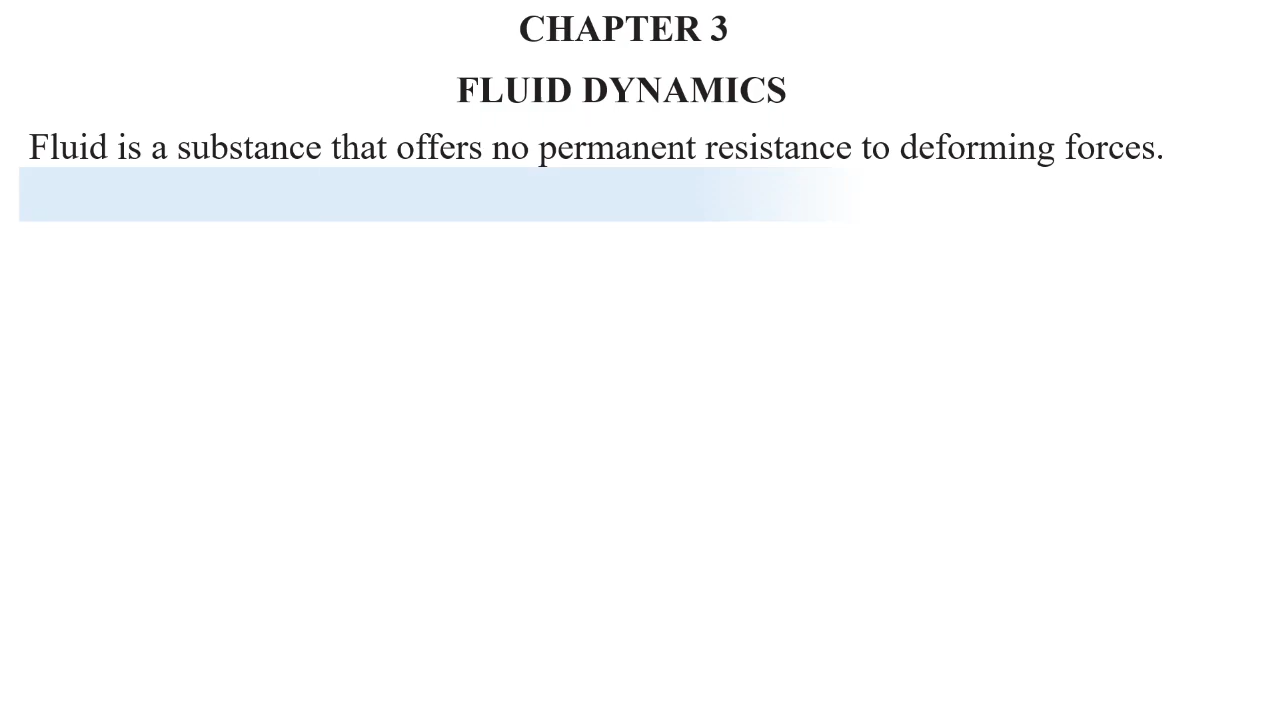 CHAPTER 3
FLUID DYNAMICS
Fluid is a substance that offers no permanent resistance to deforming forces.